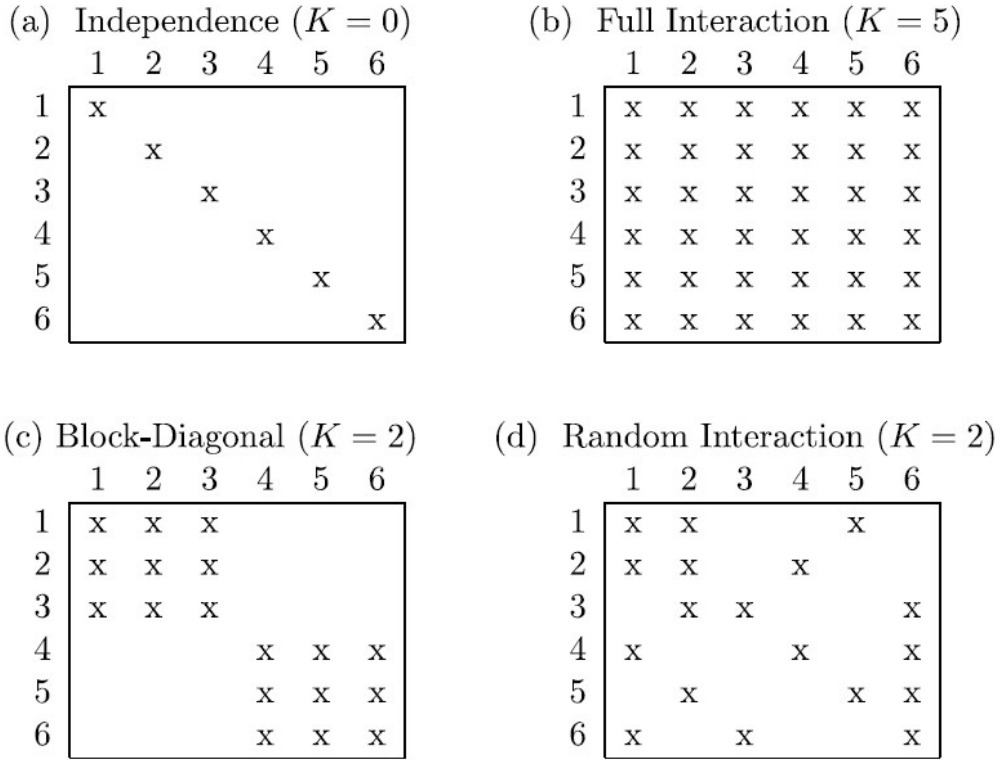 (a) Independence (K = 0)
1 2 3 4 5 6
1 x
2 x
3 x
4 x
5 x
6 x
(b) Full Interaction (K = 5)
1 2 3 4 5 6
1 x x x x x x
2 x x x x x x
3 x x x x x x
4 x x x x x x
5 x x x x x x
6 x x x x x x
(c) Block-Diagonal (K = 2)
1 2 3 4 5 6
1 x x x
2 x x x
3 x x x
4 x x x
5 x x x
6 x x x
(d) Random Interaction (K = 2)
1 2 3 4 5 6
1 x x x
2 x x x
3 x x x
4 x x x
5 x x x
6 x x x